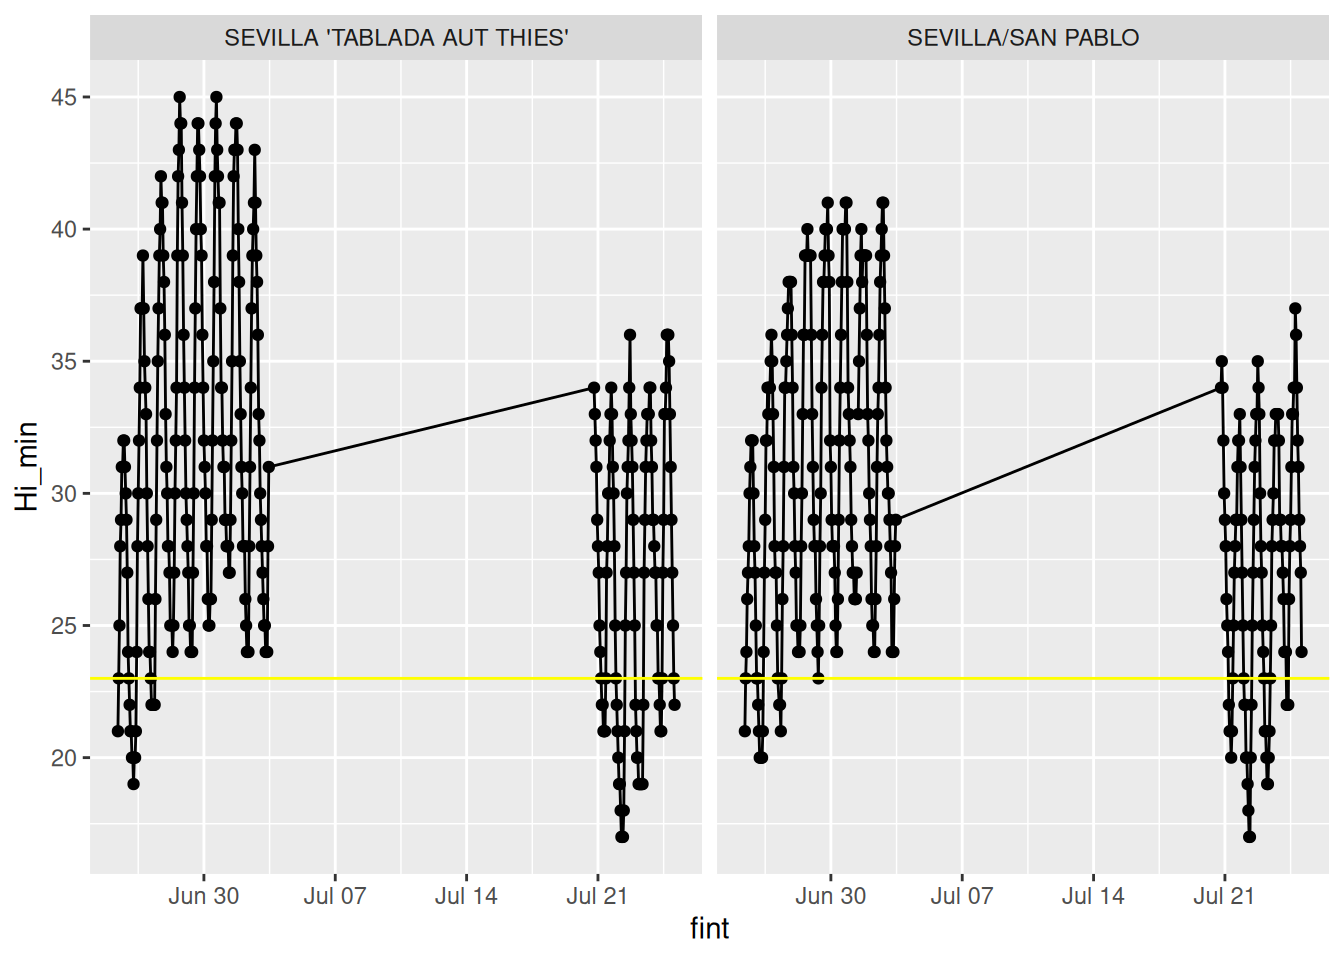 SEVILLA 'TABLADA AUT THIES'
SEVILLA/SAN PABLO
Hi_min
45
40
35
30
25
20
Jun 30
Jul 07
Jul 14
Jul 21
Jun 30
Jul 07
Jul 14
Jul 21
fint